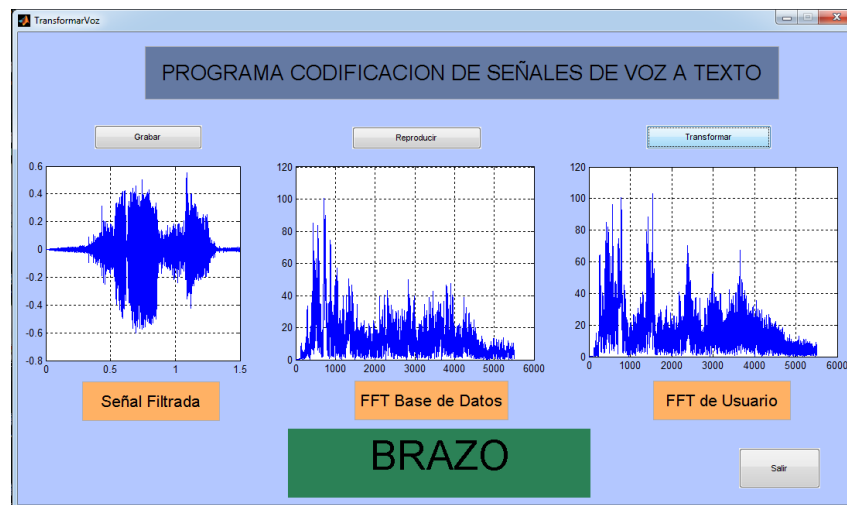 TransformarVoz
PROGRAMA CODIFICACION DE SEÑALES DE VOZ A TEXTO
Grabar
Reproducir
Transformar
0.6
0.4
0.2
0
-0.2
-0.4
-0.6
-0.8
0 0.5 1 1.5
120
100
80
60
40
20
0
0 1000 2000 3000 4000 5000 6000
120
100
80
60
40
20
0
0 1000 2000 3000 4000 5000 6000
Señal Filtrada
FFT Base de Datos
FFT de Usuario
BRAZO
Salir